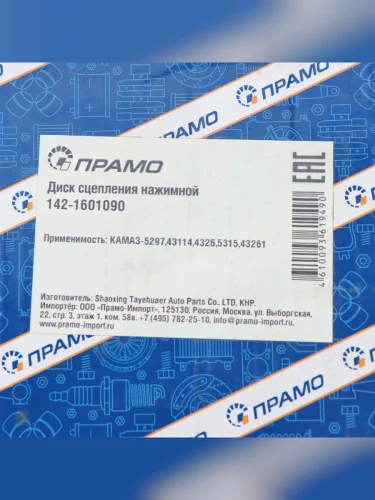 ПРАМО
ПРАМО
ПРАМО
Диск сцепления нажимной
142-1601090
Применимость: КАМАЗ-5297,43114,4326,5315,43261
EAC
4610093619490
Изготовитель: Shaoxing Tayehuaer Auto Parts Co. LTD, КНР.
Импортёр: ООО «Прамо-Импорт», 125130, Россия, Москва, ул. Выборгская,
22, стр. 3, этаж 1, ком. 58в. +7 (495) 782-25-10, info@pramo-import.ru,
www.pramo-import.ru
ПРАМО
ПРАМО